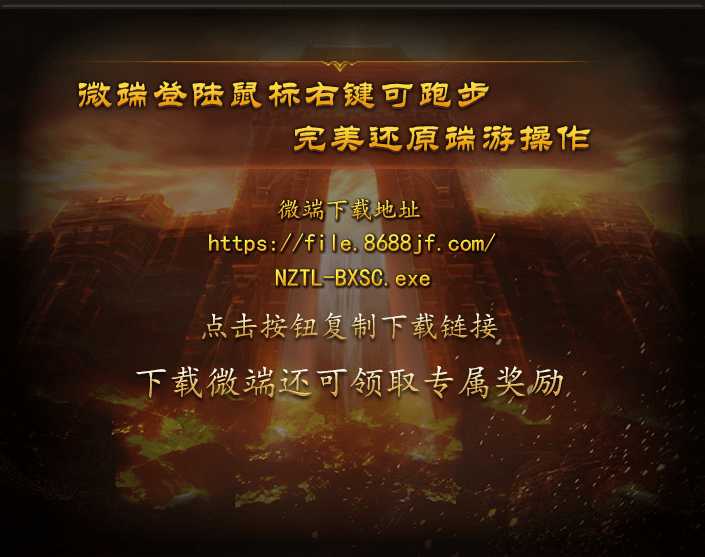 微端登陆鼠标右键可跑步
完美还原端游操作
微端下载地址
https://file.8688jf.com/
NZTL-BXSC.exe
点击按钮复制下载链接
下载微端还可领取专属奖励